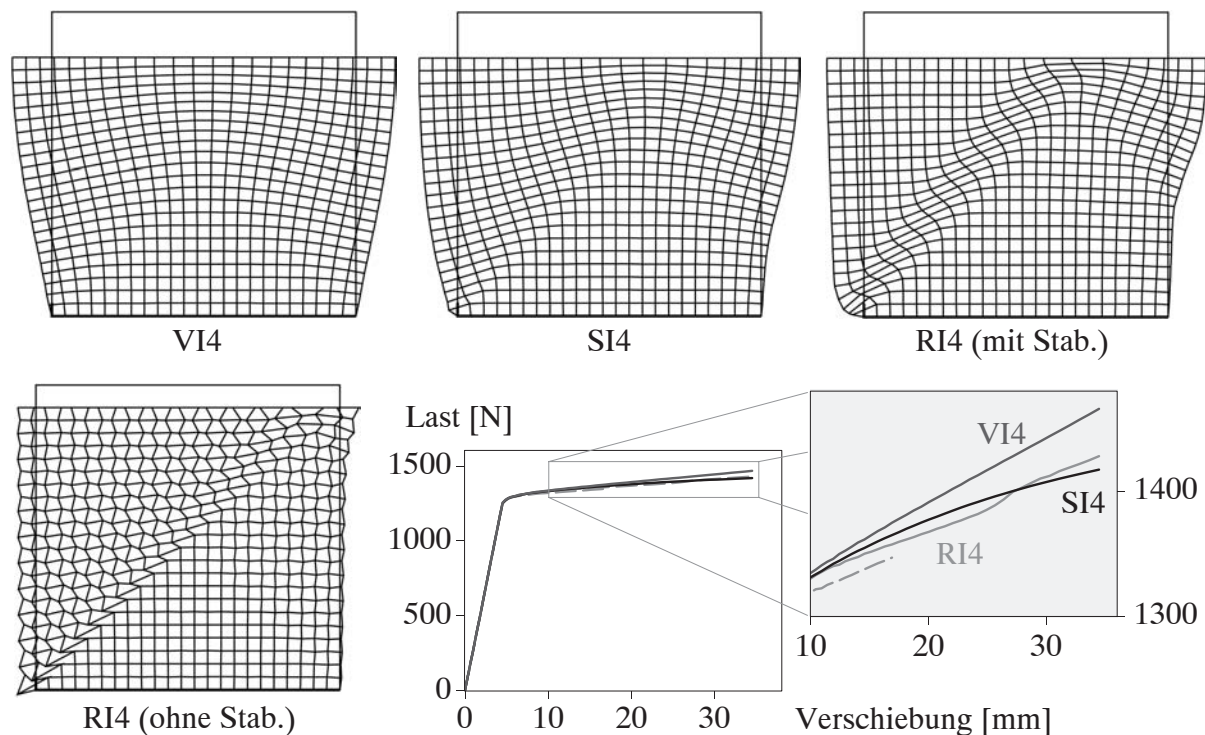 VI4
SI4
RI4 (mit Stab.)
RI4 (ohne Stab.)
Last [N]
1500
1000
500
0
0 10 20 30
Verschiebung [mm]
VI4
SI4
RI4
1400
1300
10 20 30